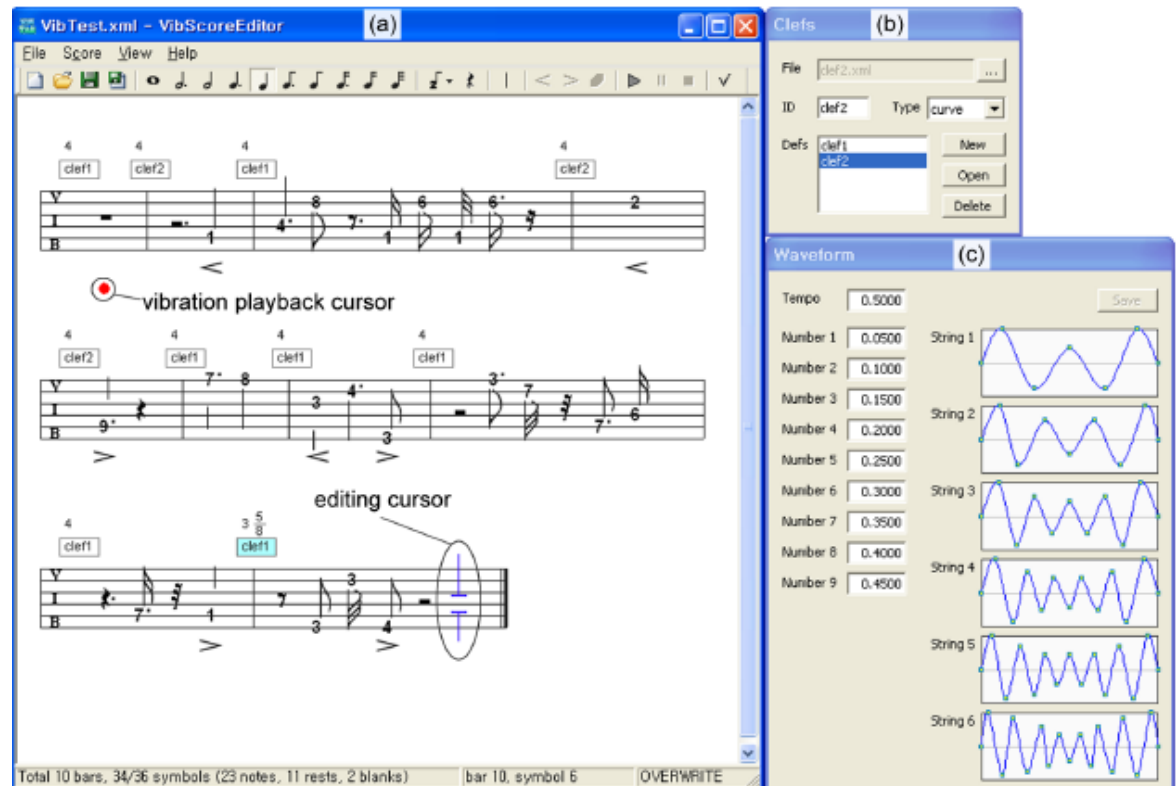 VibTest.xml - VibScoreEditor (a)
File Score View Help
4 4 4 4
clef1 clef2 clef1 clef2
V I B
1 4· 8 1 6 1 6· 2
vibration playback cursor
4 4 4 4
clef2 clef1 clef1 clef1
V I B
9· 7· 8 3 4· 3 3· 7 7· 6
editing cursor
4 3 5/8
clef1 clef1
V I B
7· 1 3 3 4
Total 10 bars, 34/36 symbols (23 notes, 11 rests, 2 blanks) bar 10, symbol 6 OVERWRITE
Clefs (b)
File clef2.xml ...
ID clef2 Type curve
Defs clef1 New
clef2
Open
Delete
Waveform (c)
Tempo 0.5000 Save
Number 1 0.0500 String 1
Number 2 0.1000
Number 3 0.1500 String 2
Number 4 0.2000
Number 5 0.2500
Number 6 0.3000 String 3
Number 7 0.3500
Number 8 0.4000 String 4
Number 9 0.4500
String 5
String 6